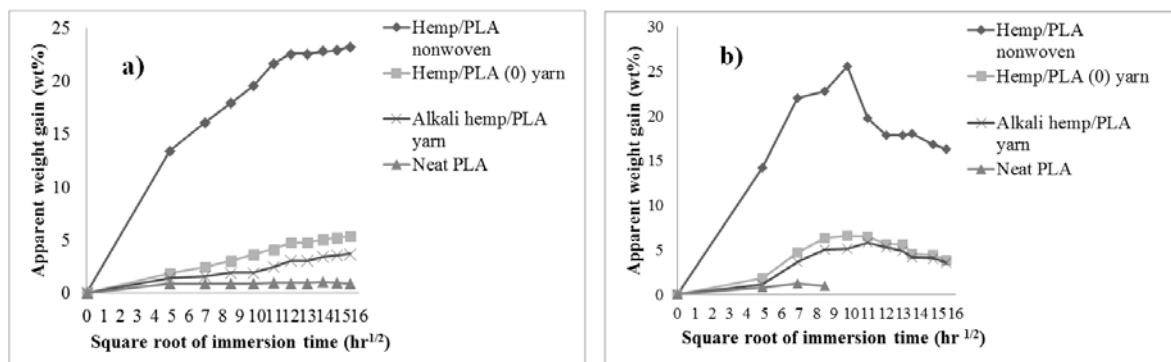 a)
Apparent weight gain (wt%)
25
20
15
10
5
0
0 1 2 3 4 5 6 7 8 9 10 11 12 13 14 15 16
Square root of immersion time (hr1/2)
Hemp/PLA
nonwoven
Hemp/PLA (0) yarn
Alkali hemp/PLA
yarn
Neat PLA
b)
Apparent weight gain (wt%)
30
25
20
15
10
5
0
0 1 2 3 4 5 6 7 8 9 10 11 12 13 14 15 16
Square root of immersion time (hr 1/2)
Hemp/PLA
nonwoven
Hemp/PLA (0) yarn
Alkali hemp/PLA
yarn
Neat PLA